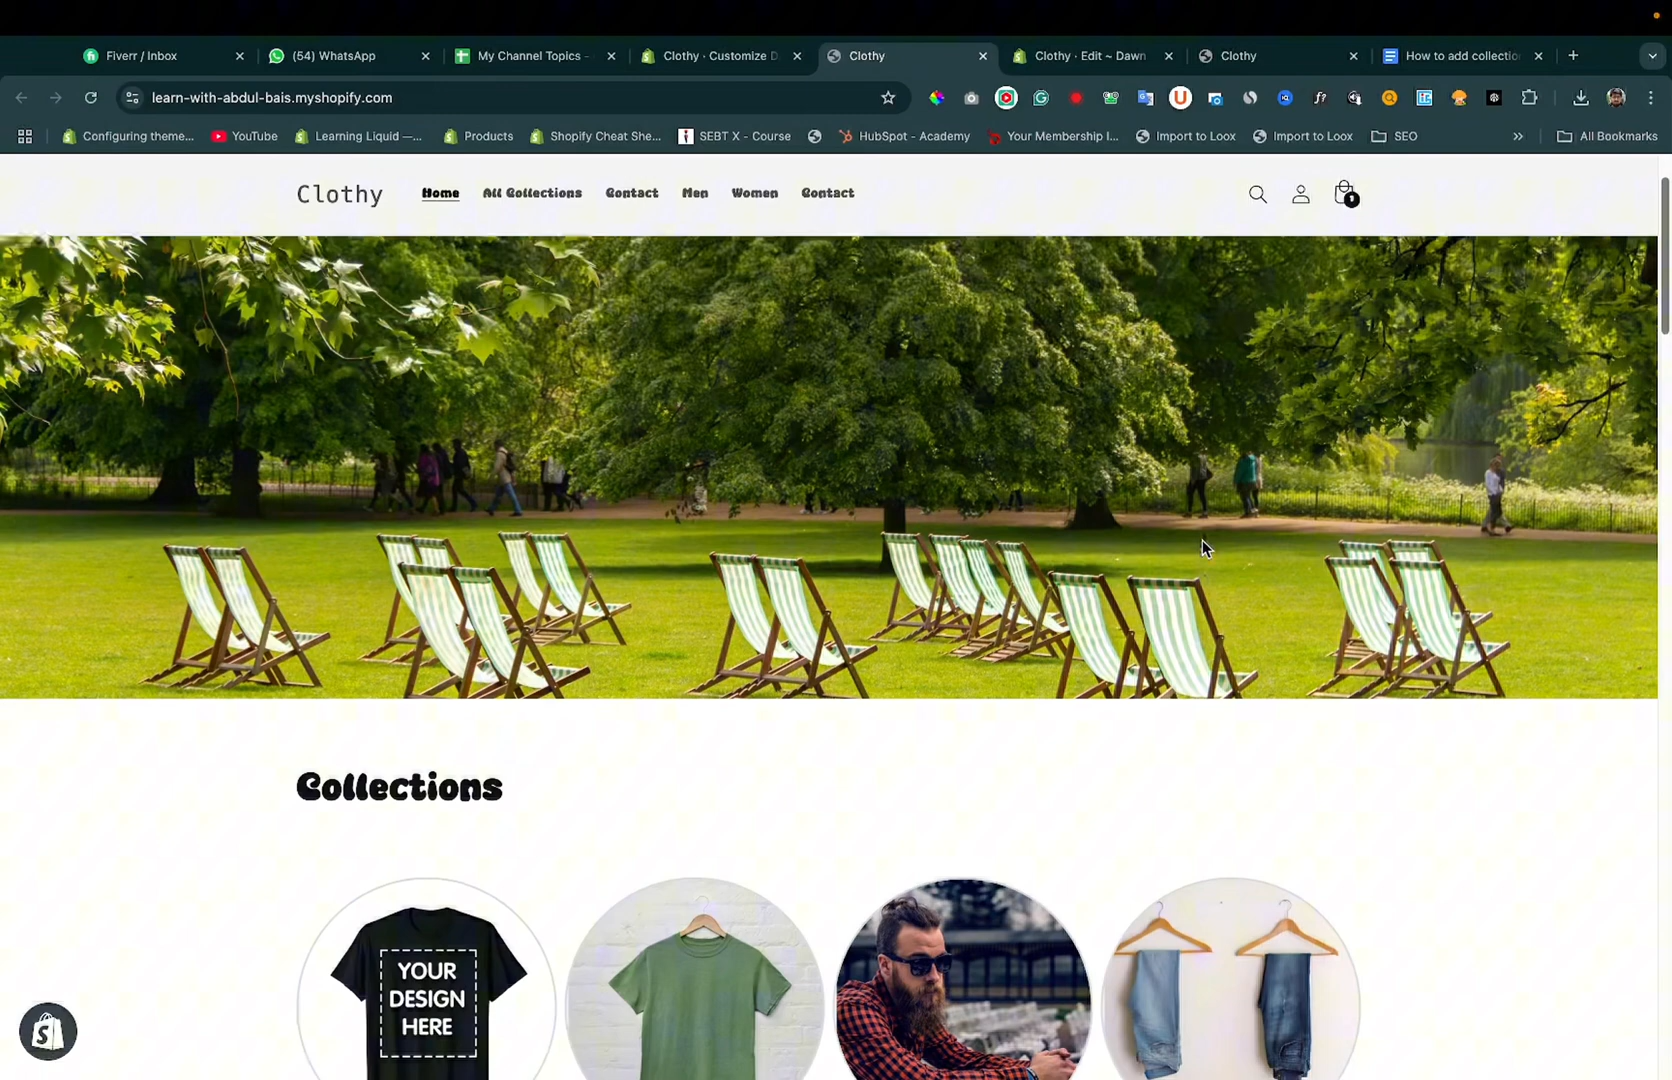 Fiverr / Inbox
(54) WhatsApp
My Channel Topics -
Clothy · Customize D
Clothy
Clothy · Edit ~ Dawn
Clothy
How to add collectio
learn-with-abdul-bais.myshopify.com
Configuring theme...
YouTube
Learning Liquid —...
Products
Shopify Cheat She...
SEBT X - Course
HubSpot - Academy
Your Membership I...
Import to Loox
Import to Loox
SEO
All Bookmarks
Clothy
Home
All Collections
Contact
Men
Women
Contact
1
Collections
YOUR
DESIGN
HERE